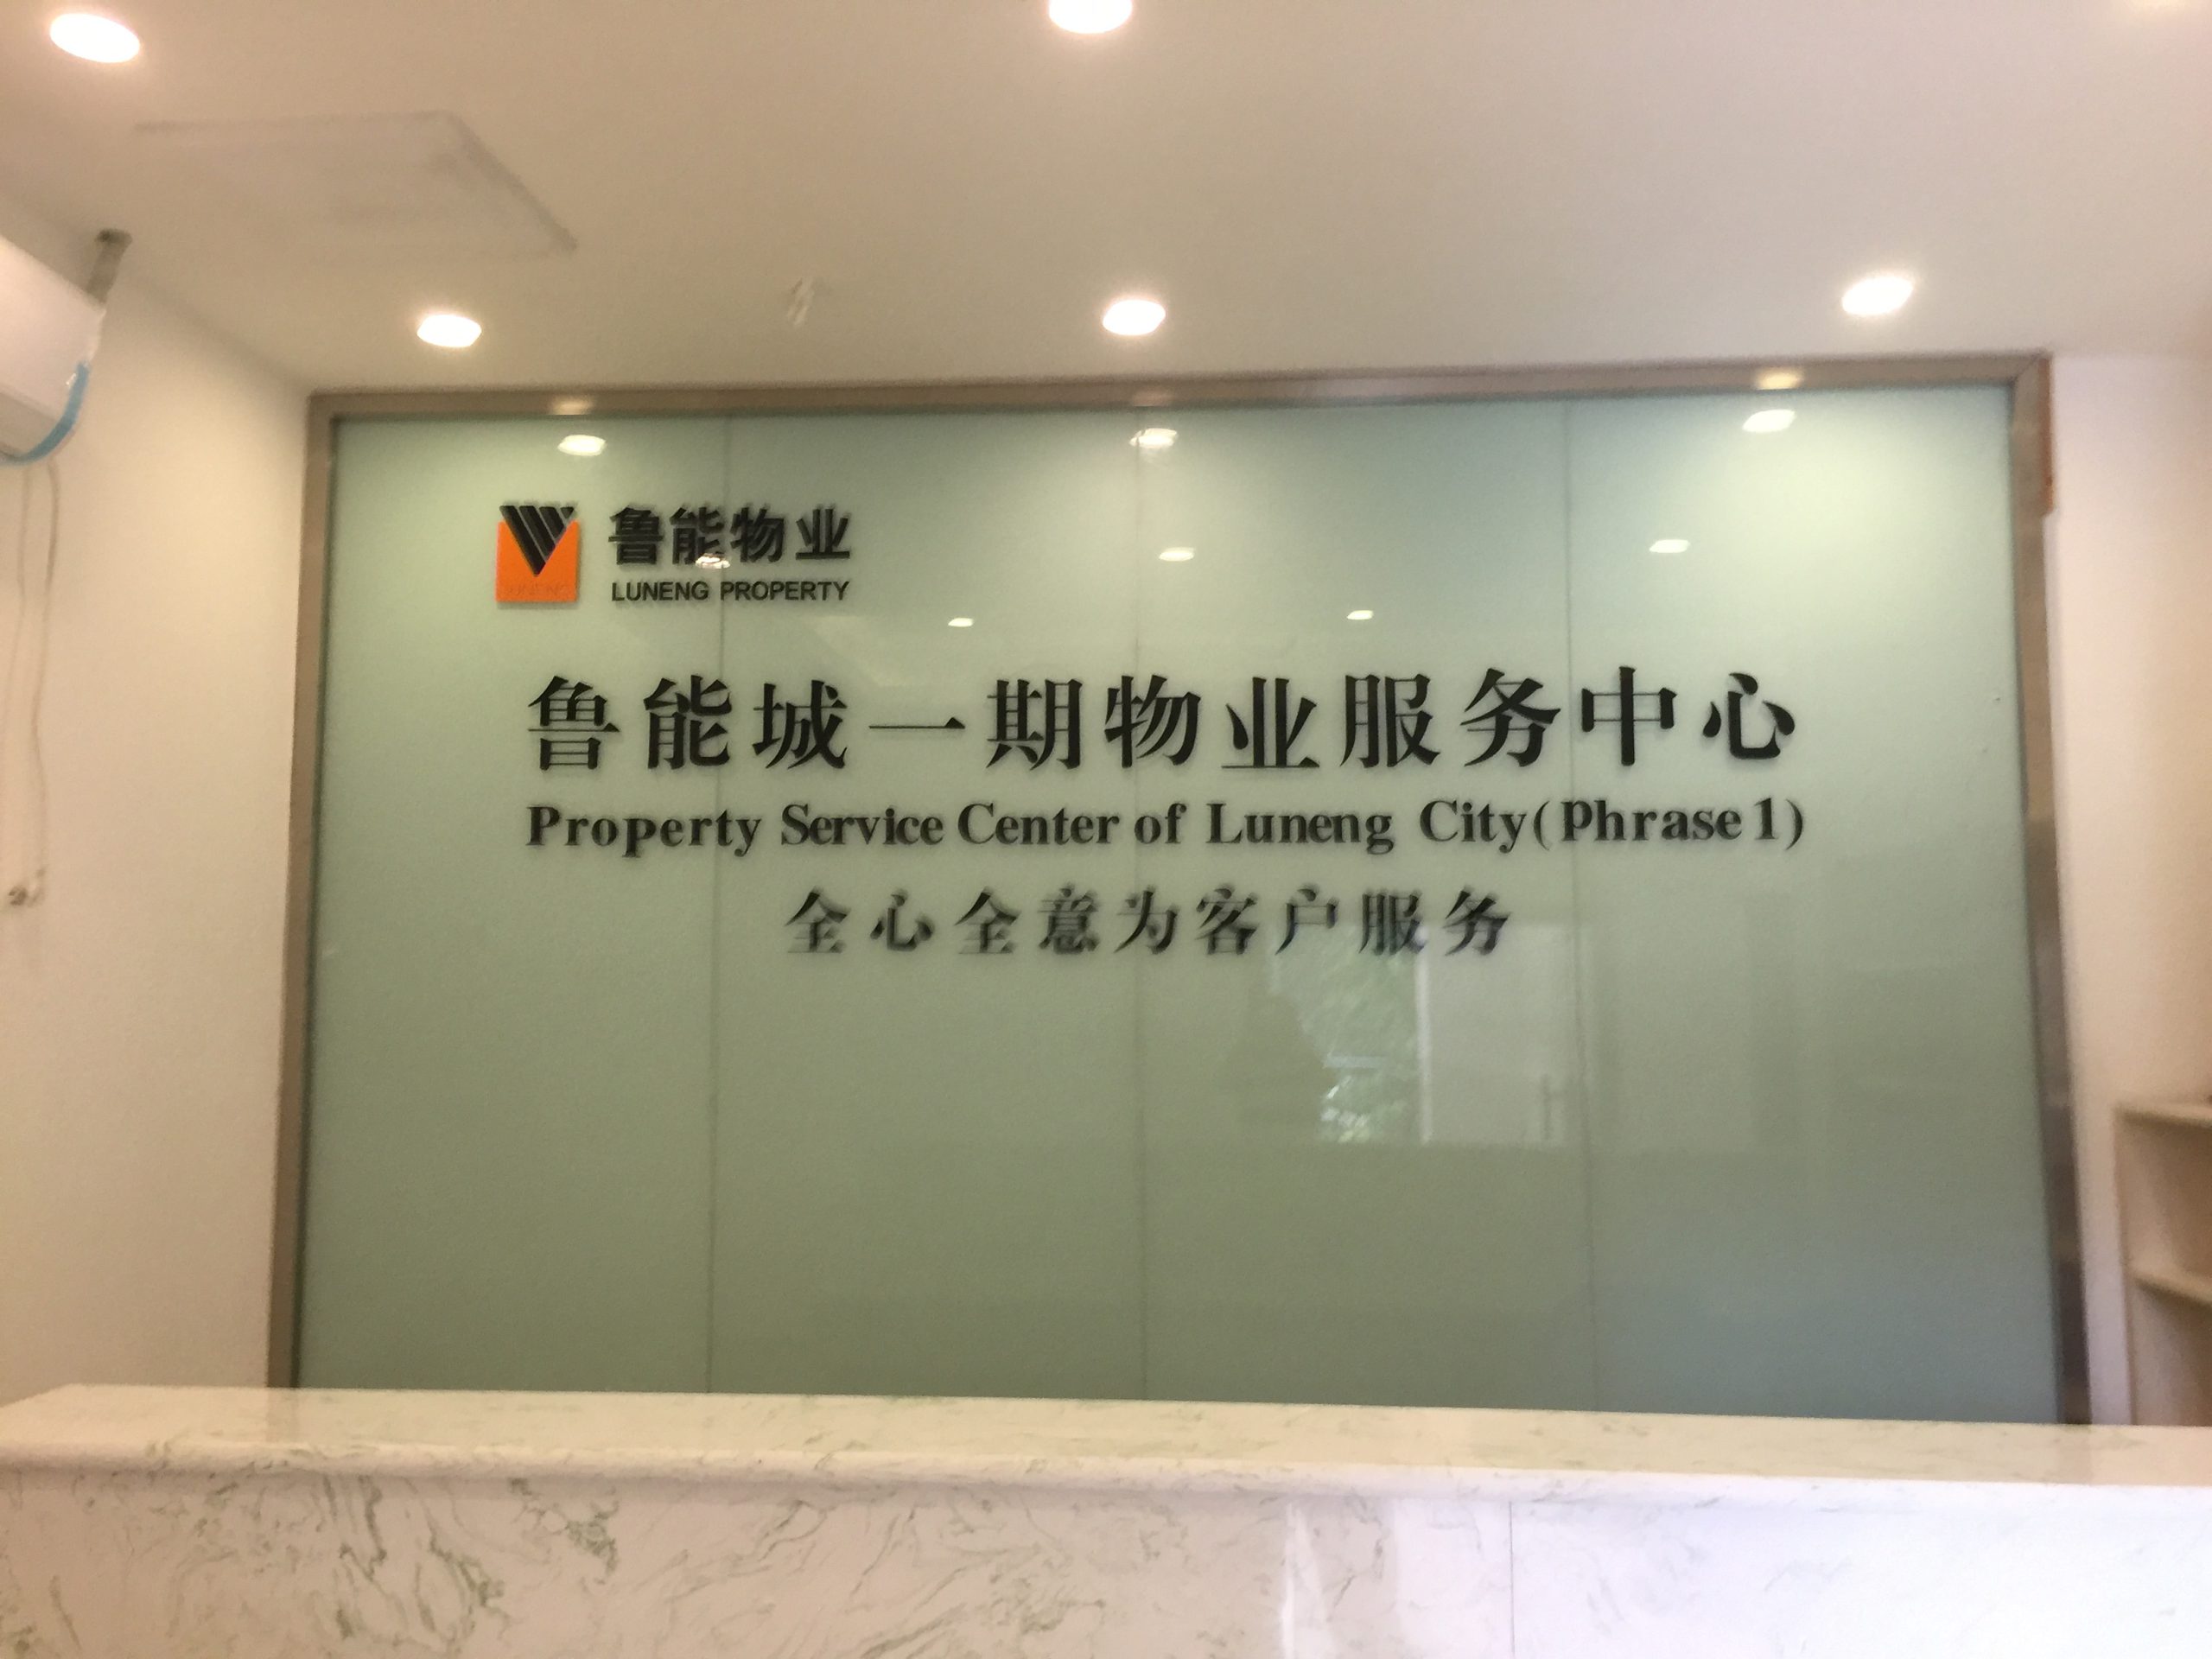 鲁能物业
LUNENG PROPERTY
鲁能城一期物业服务中心
Property Service Center of Luneng City(Phrase 1)
全心全意为客户服务